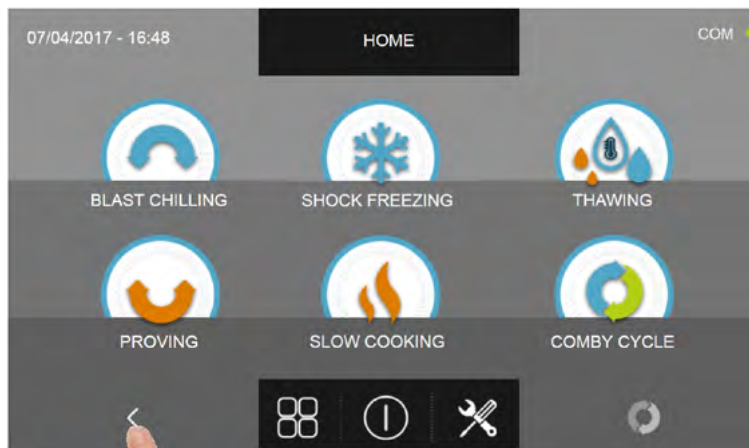 07/04/2017 - 16:48
HOME
COM
BLAST CHILLING
SHOCK FREEZING
THAWING
PROVING
SLOW COOKING
COMBY CYCLE